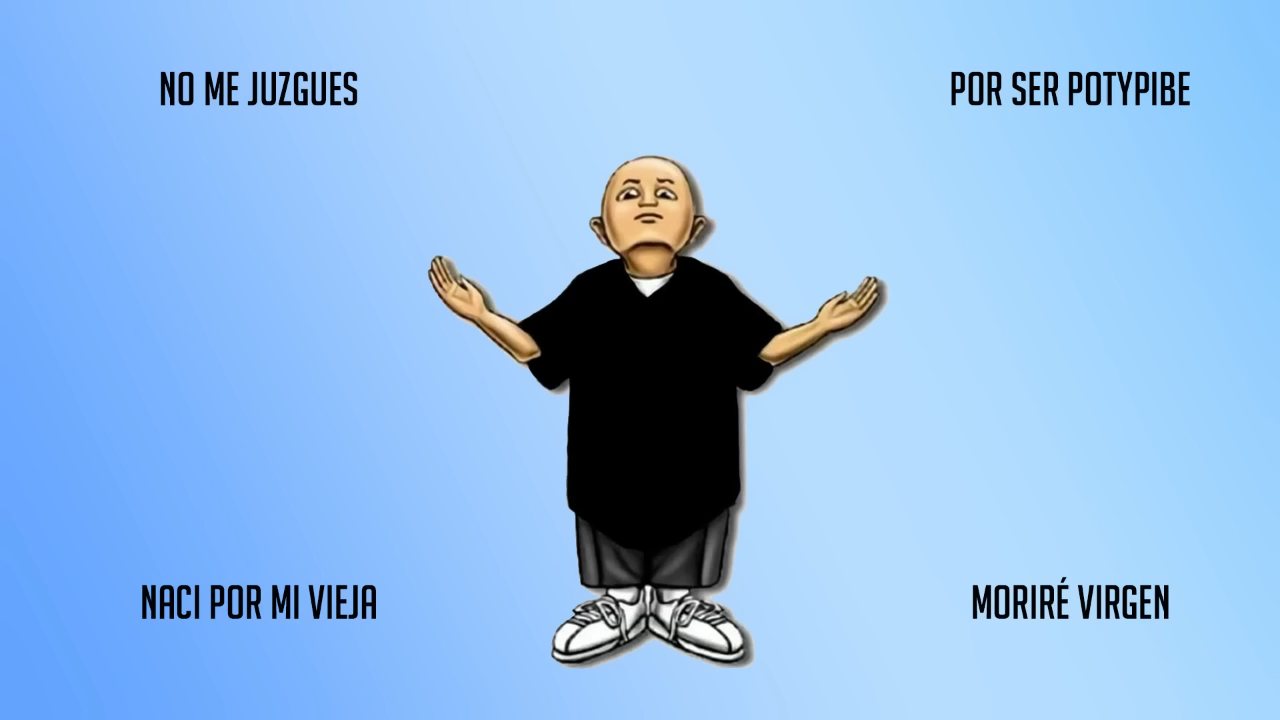 NO ME JUZGUES
POR SER POTYPIBE
NACI POR MI VIEJA
MORIRÉ VIRGEN